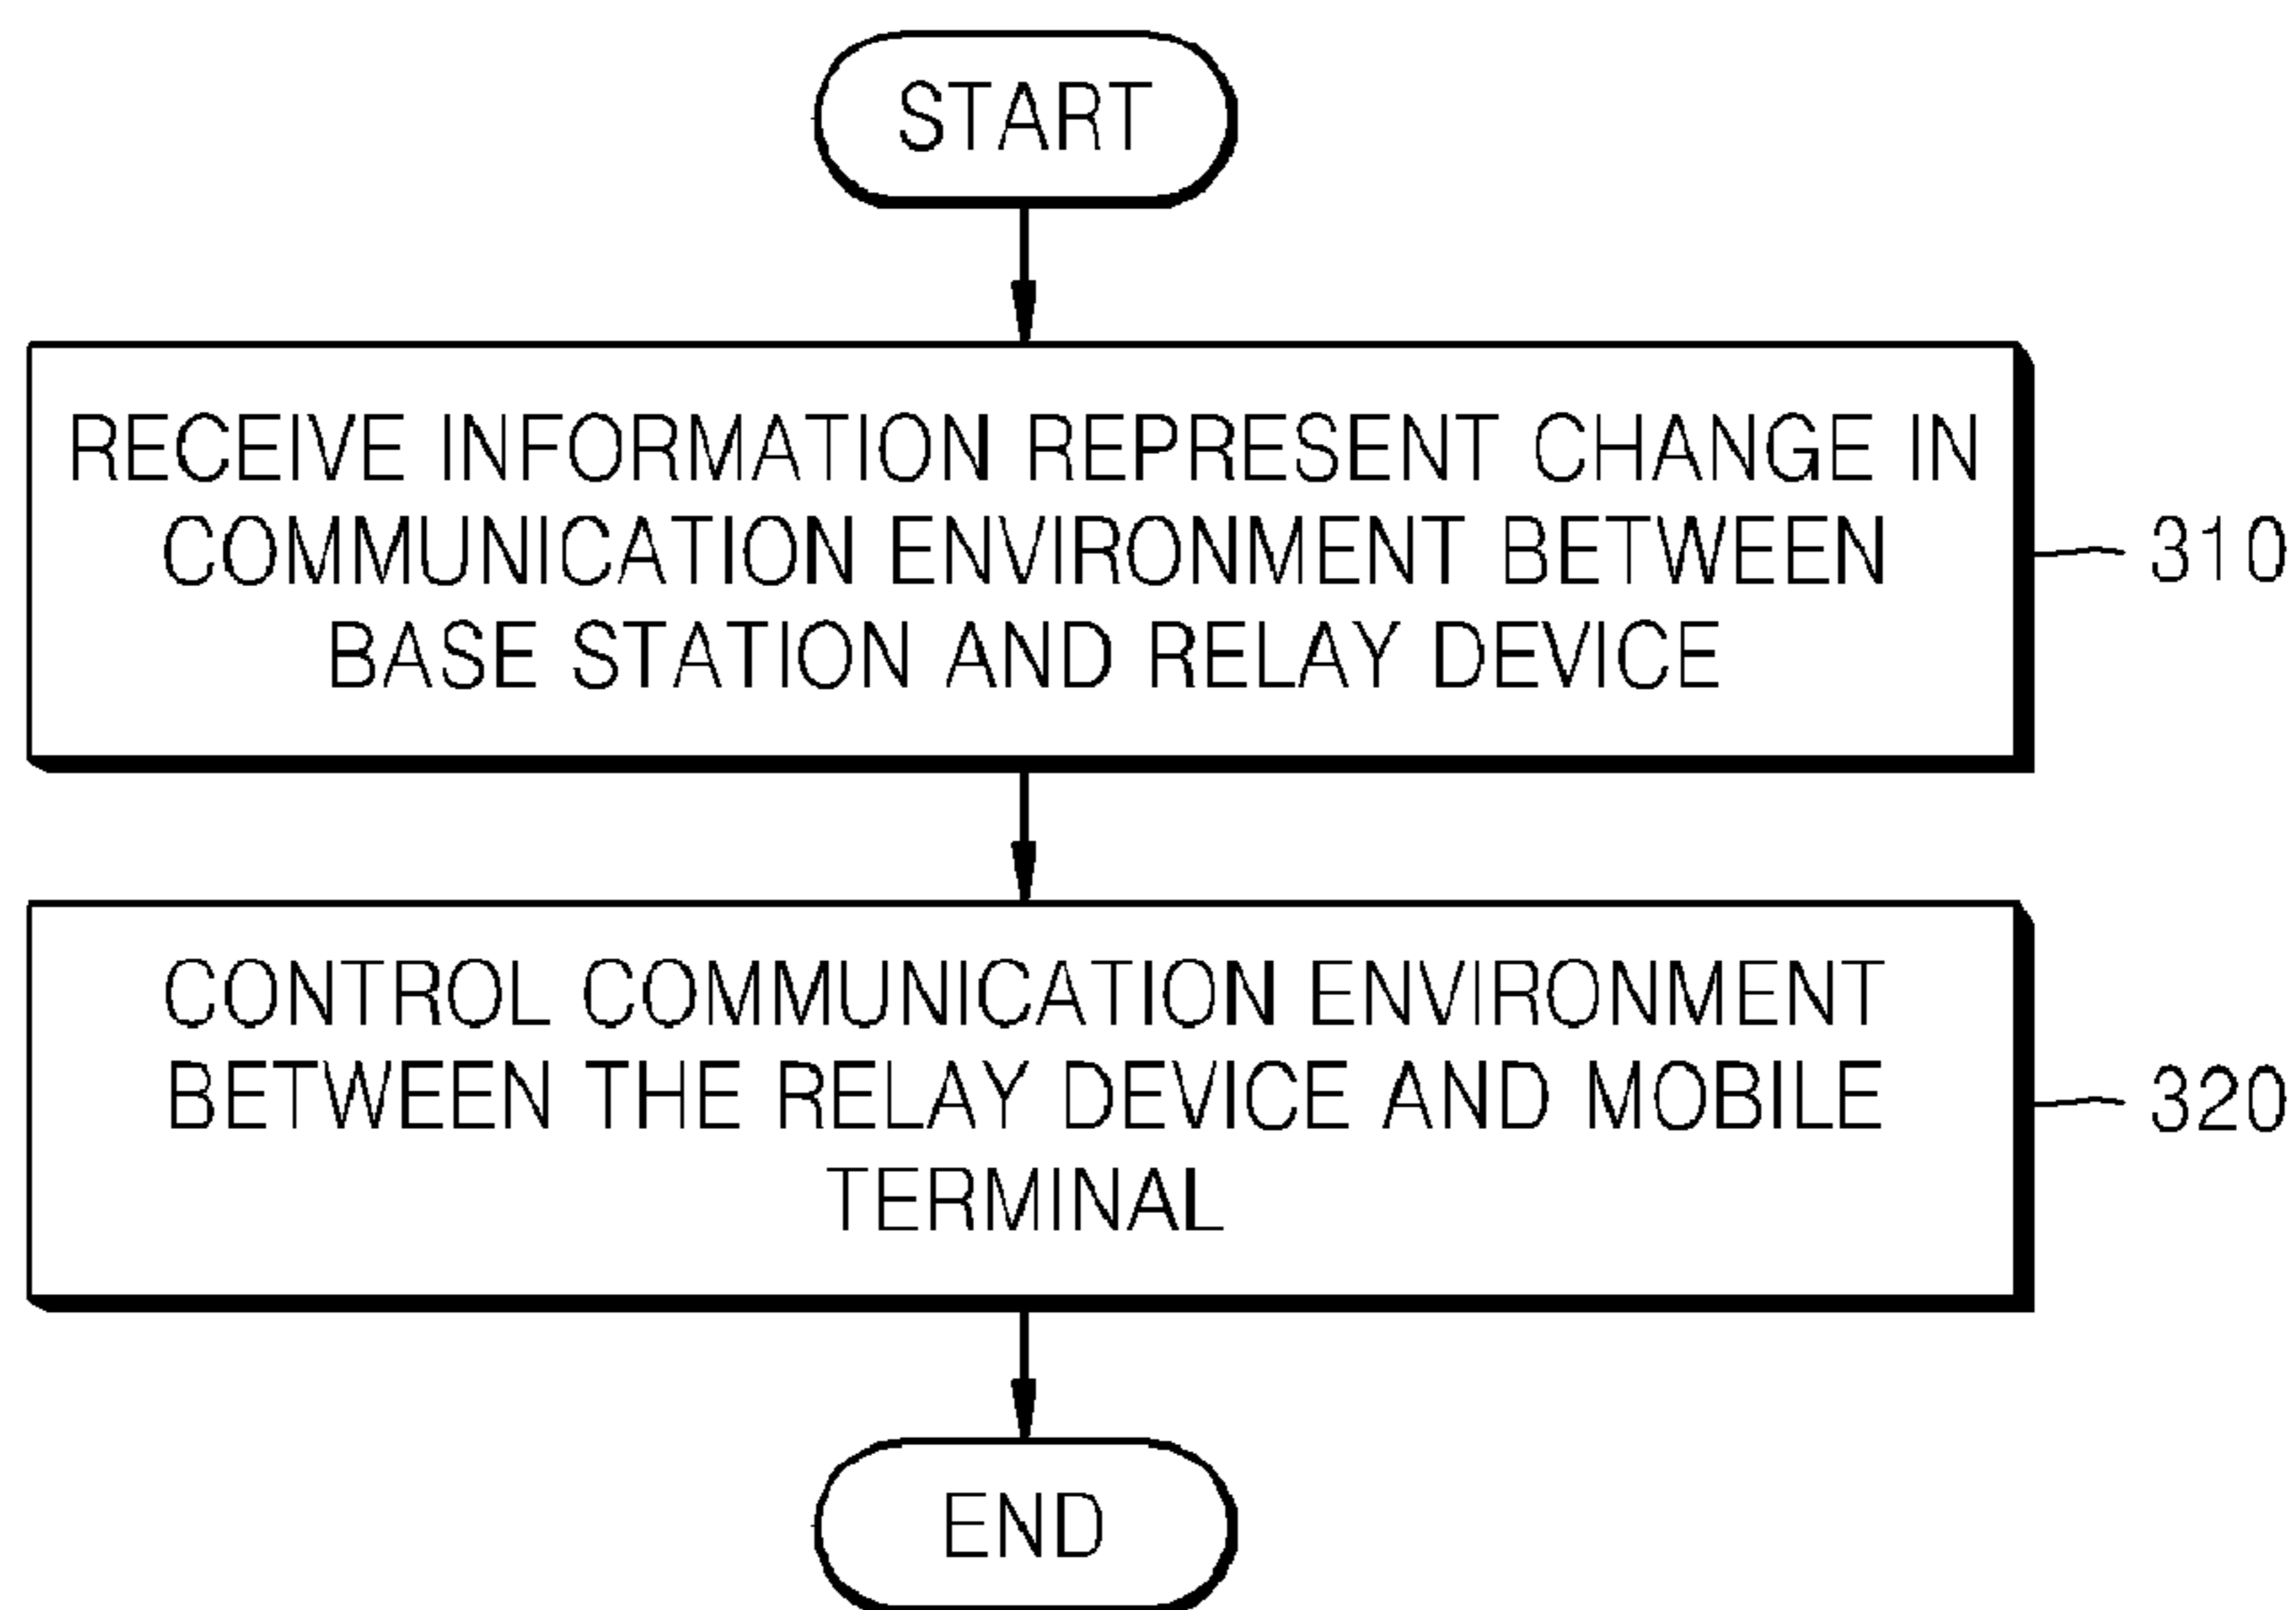 START
RECEIVE INFORMATION REPRESENT CHANGE IN
COMMUNICATION ENVIRONMENT BETWEEN
BASE STATION AND RELAY DEVICE
310
CONTROL COMMUNICATION ENVIRONMENT
BETWEEN THE RELAY DEVICE AND MOBILE
TERMINAL
320
END